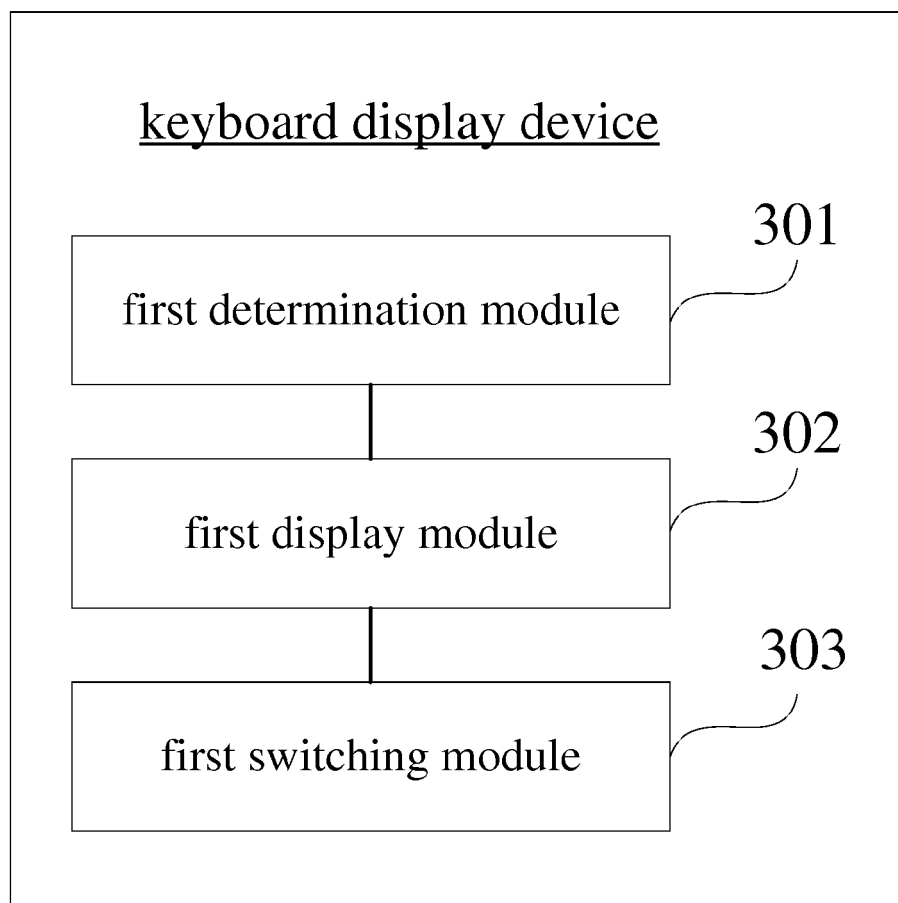 keyboard display device
301
first determination module
302
first display module
303
first switching module